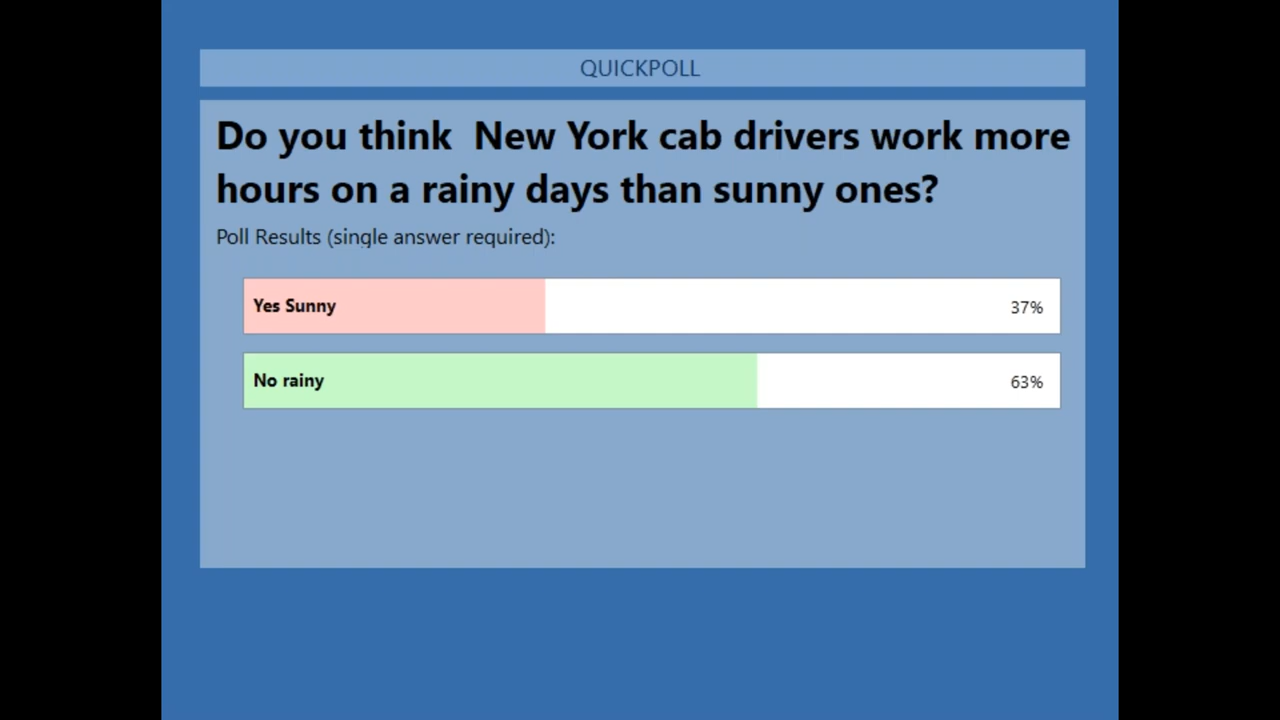 QUICKPOLL
Do you think  New York cab drivers work more
hours on a rainy days than sunny ones?
Poll Results (single answer required):
Yes Sunny 37%
No rainy 63%